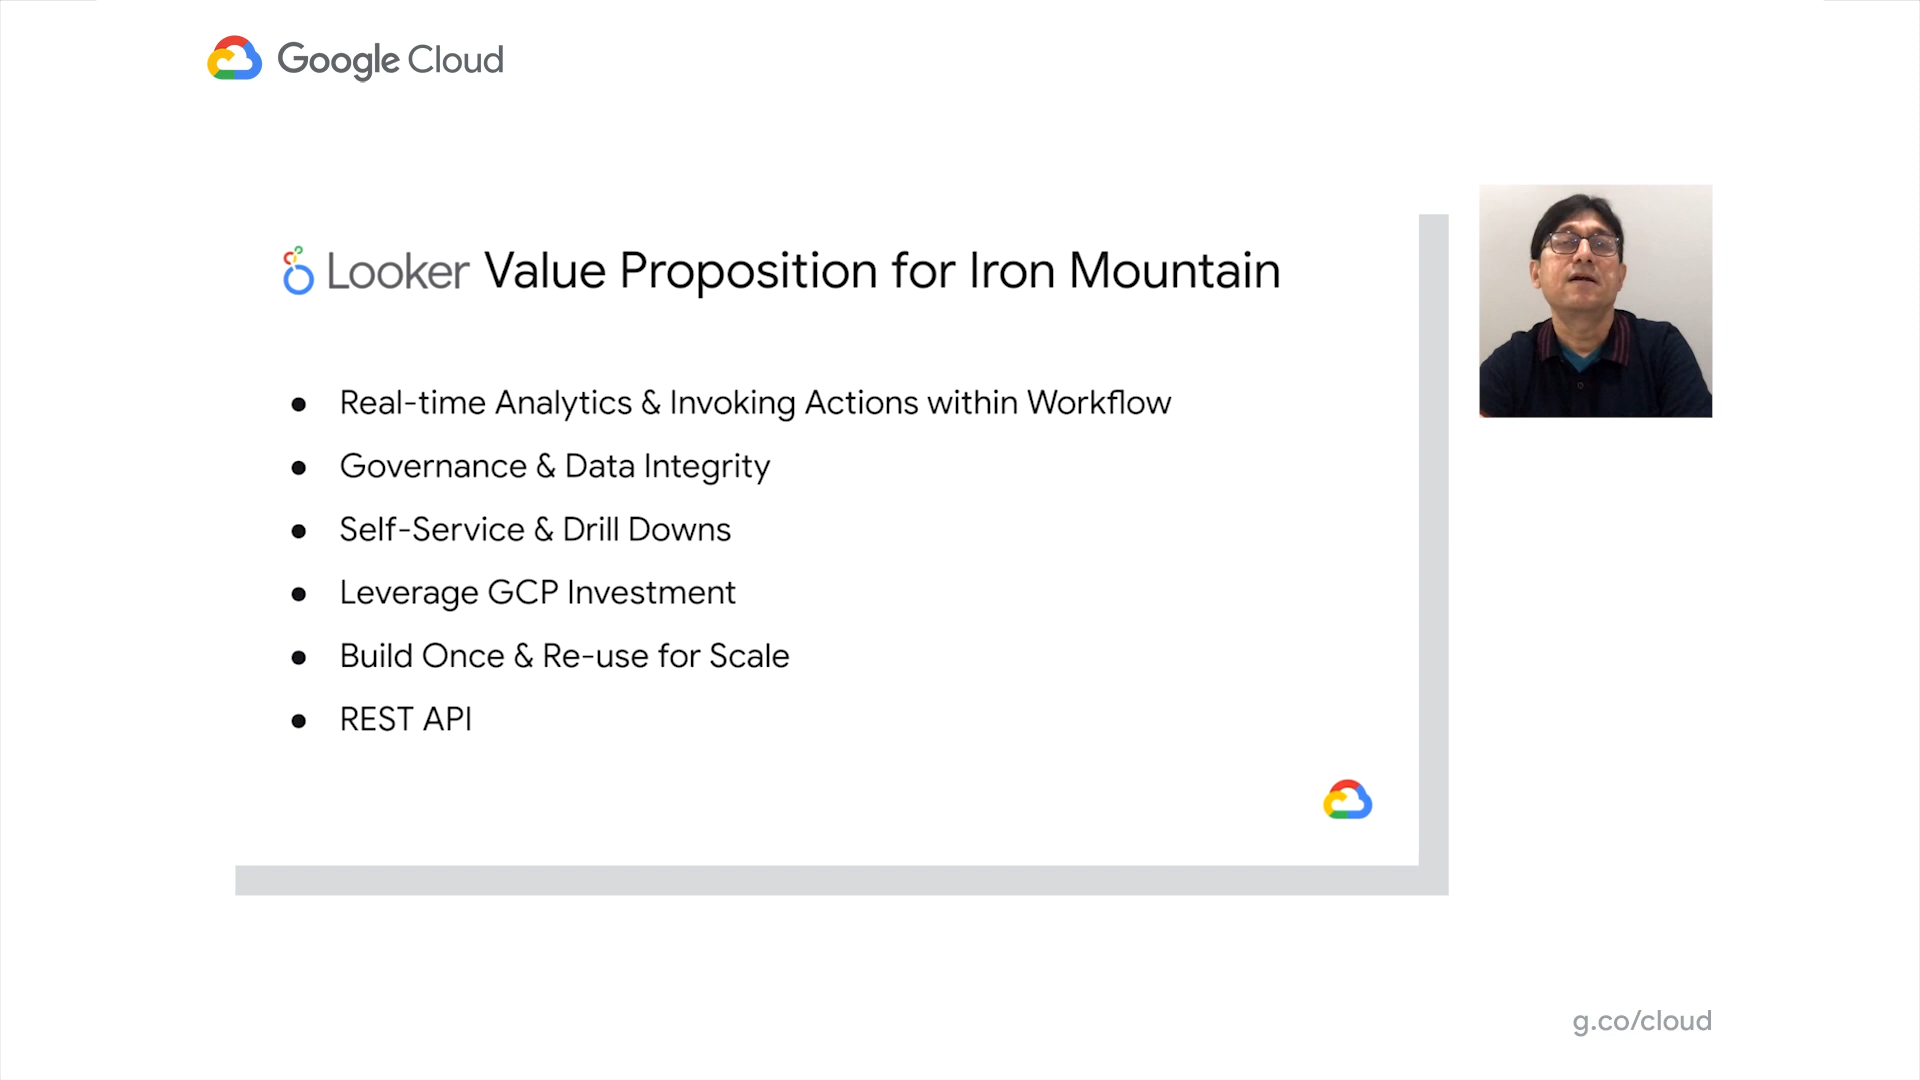 Google Cloud
Looker Value Proposition for Iron Mountain
● Real-time Analytics & Invoking Actions within Workflow
● Governance & Data Integrity
● Self-Service & Drill Downs
● Leverage GCP Investment
● Build Once & Re-use for Scale
● REST API
g.co/cloud